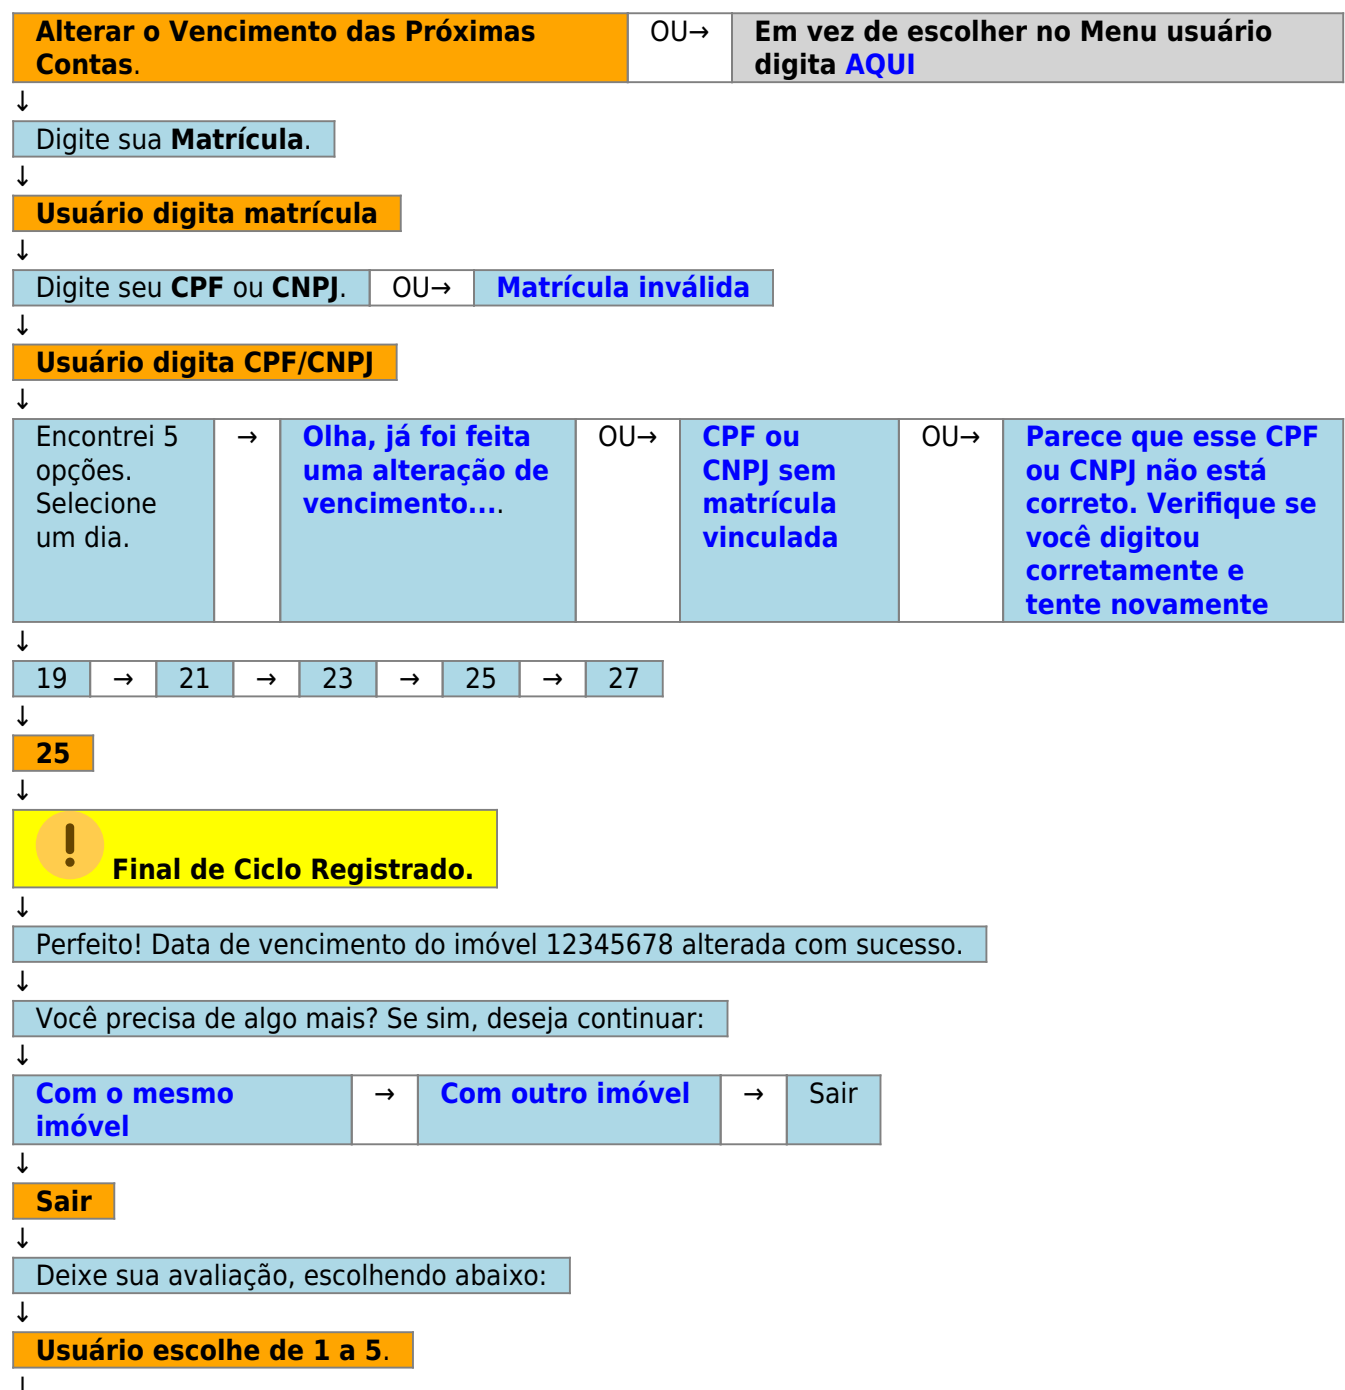 Alterar o Vencimento das Próximas Contas. OU→ Em vez de escolher no Menu usuário digita AQUI
↓
Digite sua Matrícula.
↓
Usuário digita matrícula
↓
Digite seu CPF ou CNPJ. OU→ Matrícula inválida
↓
Usuário digita CPF/CNPJ
↓
Encontrei 5 opções. Selecione um dia. → Olha, já foi feita uma alteração de vencimento.... OU→ CPF ou CNPJ sem matrícula vinculada OU→ Parece que esse CPF ou CNPJ não está correto. Verifique se você digitou corretamente e tente novamente
↓
19 → 21 → 23 → 25 → 27
↓
25
↓
! Final de Ciclo Registrado.
↓
Perfeito! Data de vencimento do imóvel 12345678 alterada com sucesso.
↓
Você precisa de algo mais? Se sim, deseja continuar:
↓
Com o mesmo imóvel → Com outro imóvel → Sair
↓
Sair
↓
Deixe sua avaliação, escolhendo abaixo:
↓
Usuário escolhe de 1 a 5.